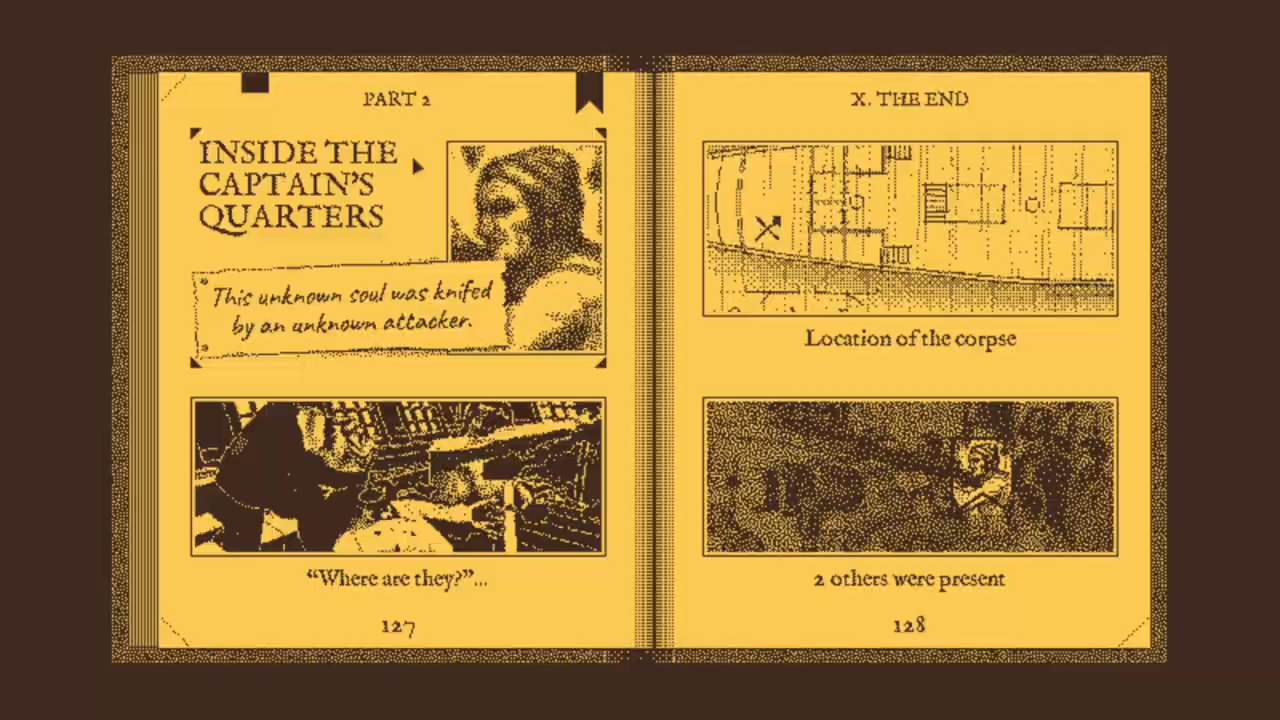 PART 2
INSIDE THE
CAPTAIN'S
QUARTERS
This unknown soul was knifed
by an unknown attacker.
"Where are they?"...
127
X. THE END
Location of the corpse
2 others were present
128